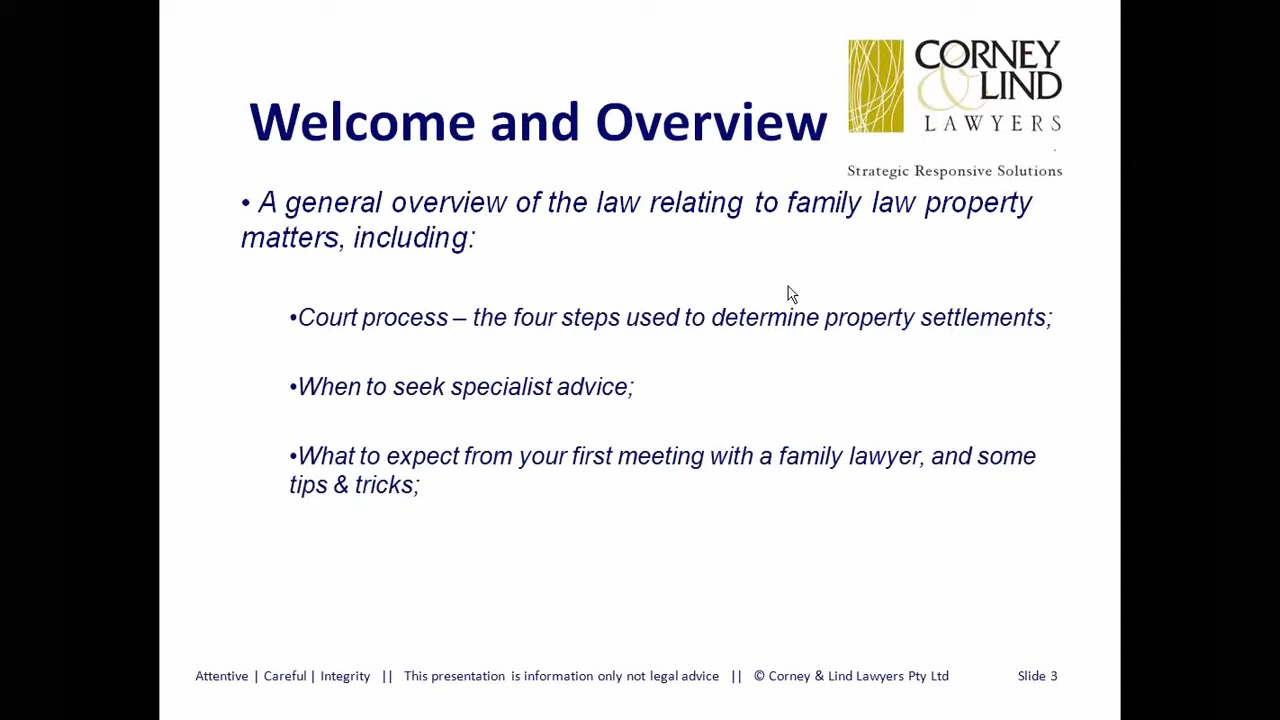 CORNEY
& LIND
LAWYERS
Strategic Responsive Solutions
Welcome and Overview
• A general overview of the law relating to family law property
matters, including:
•Court process – the four steps used to determine property settlements;
•When to seek specialist advice;
•What to expect from your first meeting with a family lawyer, and some
tips & tricks;
Attentive | Careful | Integrity || This presentation is information only not legal advice || © Corney & Lind Lawyers Pty Ltd Slide 3